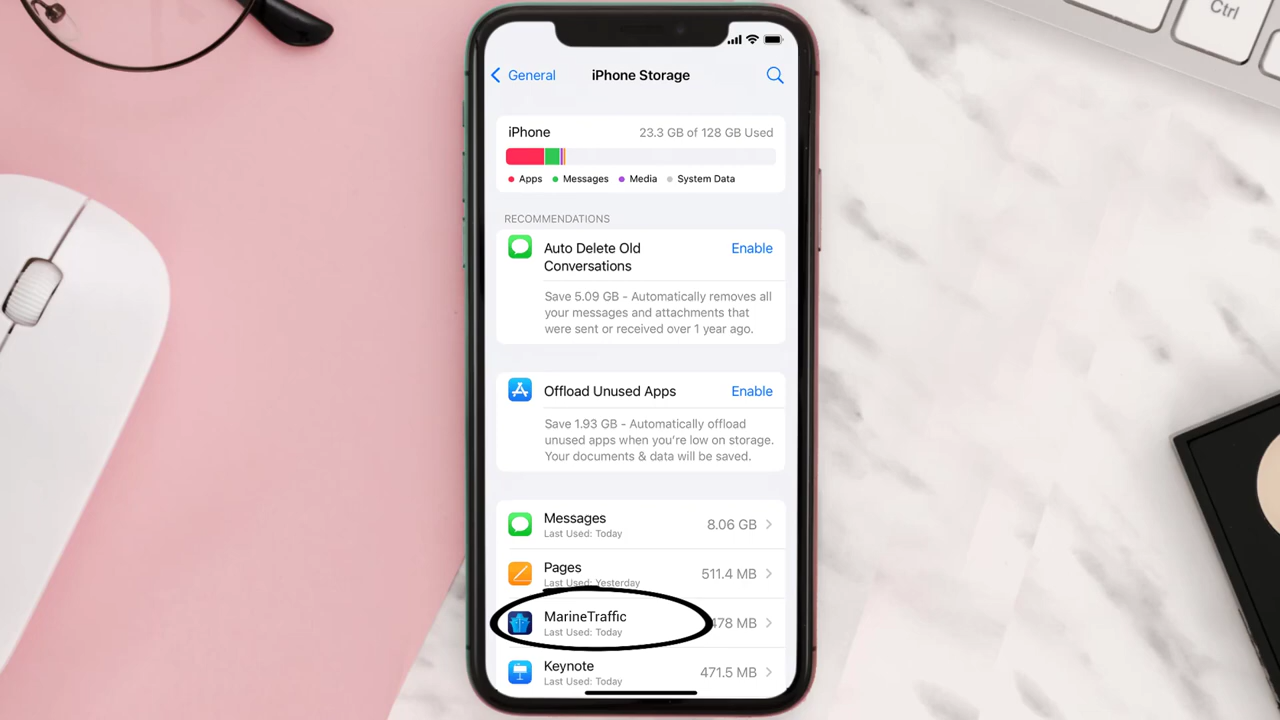 Ctrl
General
iPhone Storage
iPhone
23.3 GB of 128 GB Used
Apps
Messages
Media
System Data
RECOMMENDATIONS
Auto Delete Old
Conversations
Enable
Save 5.09 GB - Automatically removes all
your messages and attachments that
were sent or received over 1 year ago.
Offload Unused Apps
Enable
Save 1.93 GB - Automatically offload
unused apps when you're low on storage.
Your documents & data will be saved.
Messages
8.06 GB
Last Used: Today
Pages
511.4 MB
Last Used: Yesterday
MarineTraffic
478 MB
Last Used: Today
Keynote
471.5 MB
Last Used: Today